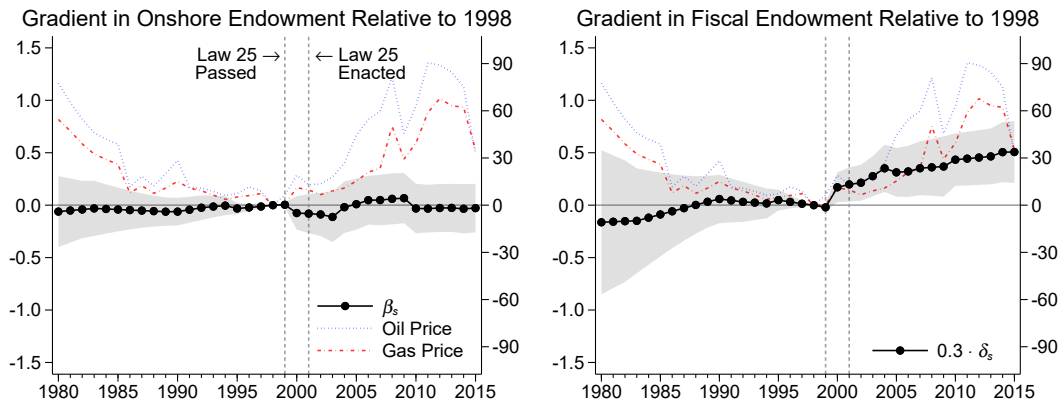 Gradient in Onshore Endowment Relative to 1998
1.5
1.0
0.5
0.0
-0.5
-1.0
-1.5
Law 25 →
Passed
← Law 25
Enacted
90
60
30
0
-30
-60
-90
βs
Oil Price
Gas Price
1980 1985 1990 1995 2000 2005 2010 2015
Gradient in Fiscal Endowment Relative to 1998
1.5
1.0
0.5
0.0
-0.5
-1.0
-1.5
90
60
30
0
-30
-60
-90
0.3 · δs
1980 1985 1990 1995 2000 2005 2010 2015